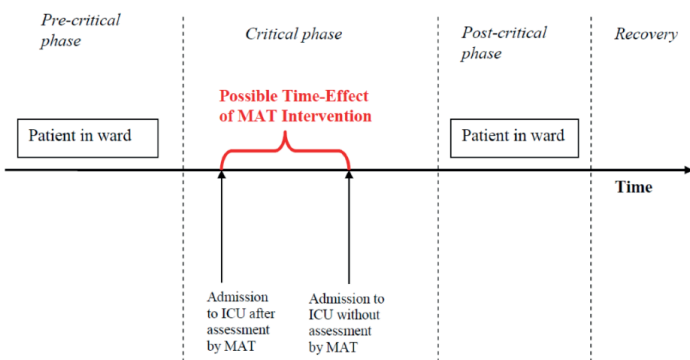 Pre-critical
phase
Critical phase
Post-critical
phase
Recovery
Possible Time-Effect
of MAT Intervention
Patient in ward
Patient in ward
Time
Admission
to ICU after
assessment
by MAT
Admission to
ICU without
assessment
by MAT